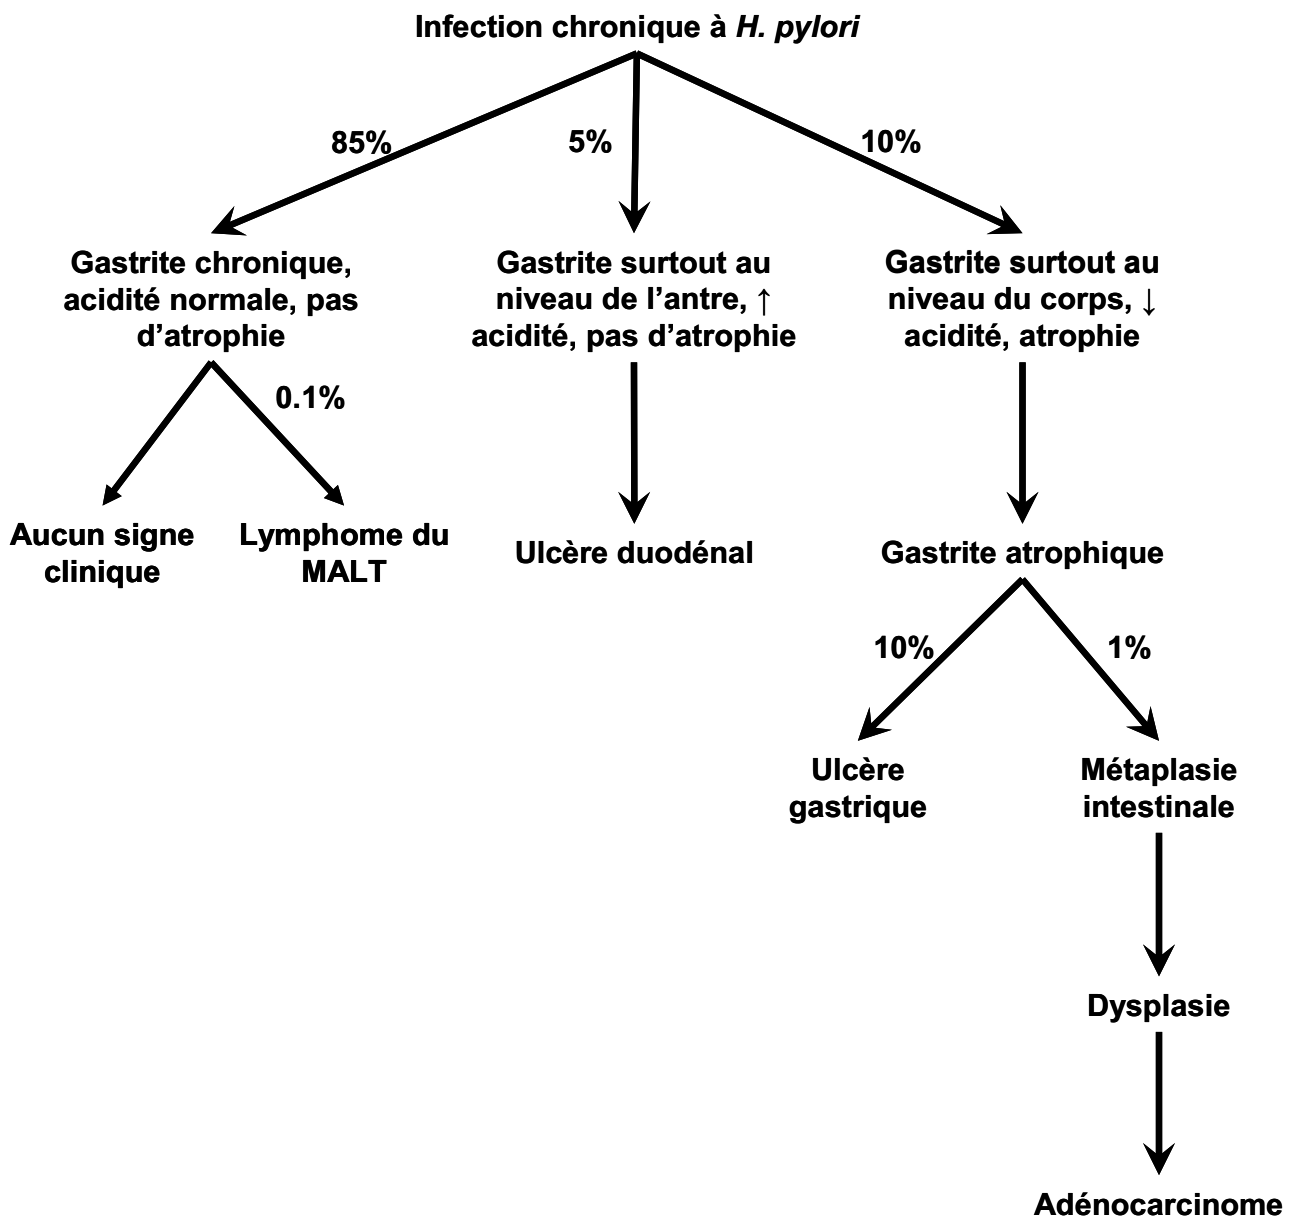 Infection chronique à H. pylori
85%
5%
10%
Gastrite chronique,
acidité normale, pas
d’atrophie
Gastrite surtout au
niveau de l’antre, ↑
acidité, pas d’atrophie
Gastrite surtout au
niveau du corps, ↓
acidité, atrophie
0.1%
Aucun signe
clinique
Lymphome du
MALT
Ulcère duodénal
Gastrite atrophique
10%
1%
Ulcère
gastrique
Métaplasie
intestinale
Dysplasie
Adénocarcinome